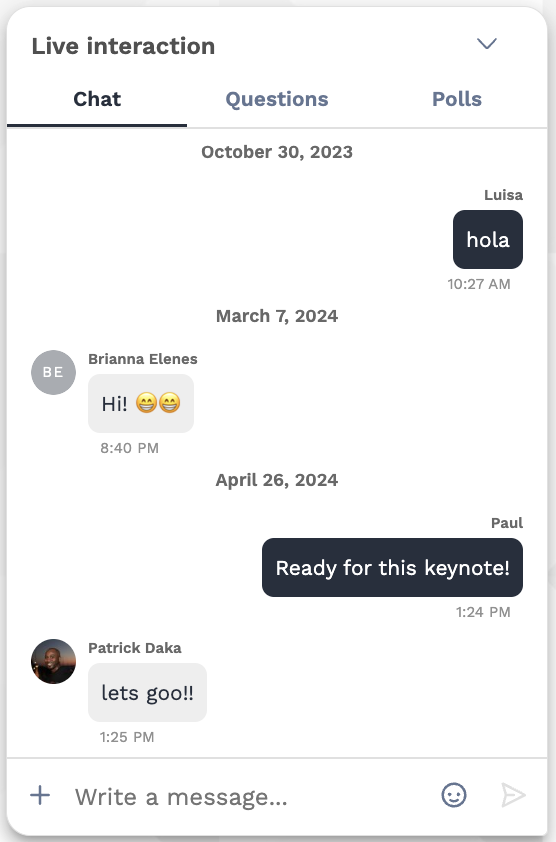 Live interaction
Chat Questions Polls
October 30, 2023
Luisa
hola
10:27 AM
March 7, 2024
BE
Brianna Elenes
Hi! 😁😁
8:40 PM
April 26, 2024
Paul
Ready for this keynote!
1:24 PM
Patrick Daka
lets goo!!
1:25 PM
Write a message...